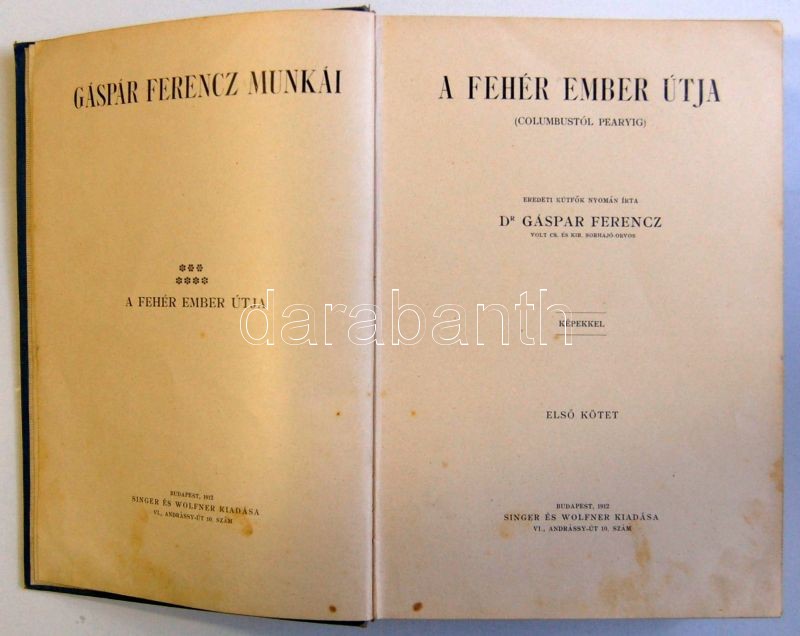 GÁSPÁR FERENCZ MUNKÁI
A FEHÉR EMBER ÚTJA
BUDAPEST, 1912
SINGER ÉS WOLFNER KIADÁSA
VI., ANDRÁSSY-ÚT 10. SZÁM
A FEHÉR EMBER ÚTJA
(COLUMBUSTÓL PEARYIG)
EREDETI KÚTFŐK NYOMÁN ÍRTA
DR GÁSPÁR FERENCZ
VOLT CS. ÉS KIR. SORHAJÓ-ORVOS
KÉPEKKEL
ELSŐ KÖTET
BUDAPEST, 1912
SINGER ÉS WOLFNER KIADÁSA
VI., ANDRÁSSY-ÚT 10. SZÁM
darabanth